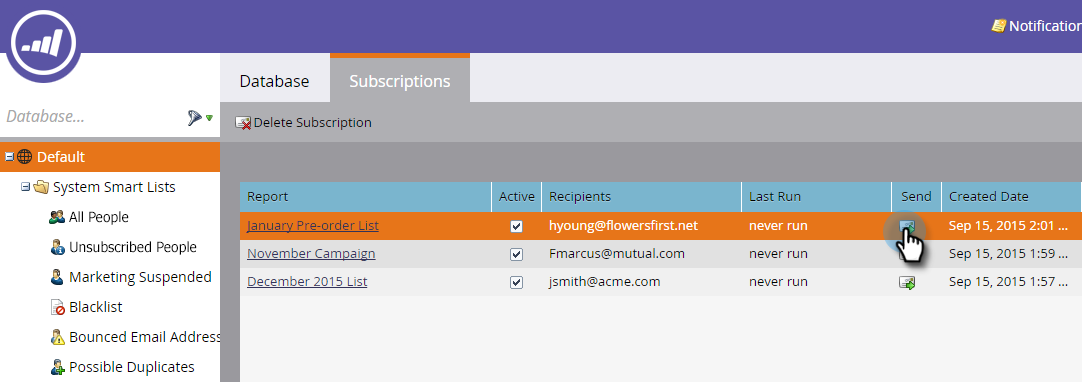 Notification
Database Subscriptions
Database...
Delete Subscription
Default
System Smart Lists
All People
Unsubscribed People
Marketing Suspended
Blacklist
Bounced Email Address
Possible Duplicates
Report Active Recipients Last Run Send Created Date
January Pre-order List hyoung@flowersfirst.net never run Sep 15, 2015 2:01 ...
November Campaign Fmarcus@mutual.com never run Sep 15, 2015 1:59 ...
December 2015 List jsmith@acme.com never run Sep 15, 2015 1:57 ...